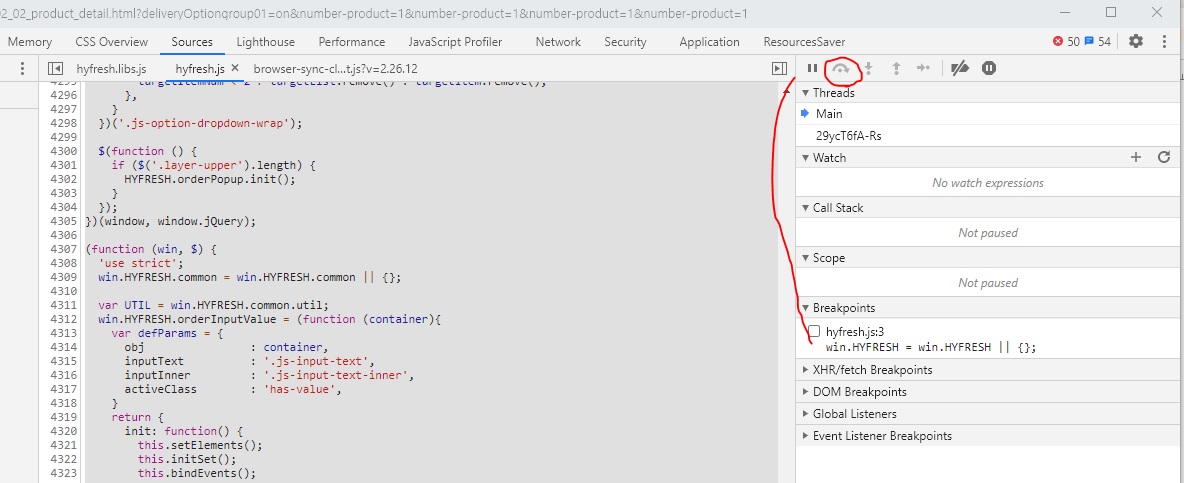 02_02_product_detail.html?deliveryOptiongroup01=on&number-product=1&number-product=1&number-product=1&number-product=1
Memory CSS Overview Sources Lighthouse Performance JavaScript Profiler Network Security Application ResourcesSaver 50 54
hyfresh.libs.js hyfresh.js × browser-sync-cl...t.js?v=2.26.12
4296 },
4297 }
4298 })('.js-option-dropdown-wrap');
4299
4300 $(function () {
4301 if ($('.layer-upper').length) {
4302 HYFRESH.orderPopup.init();
4303 }
4304 });
4305 })(window, window.jQuery);
4306
4307 (function (win, $) {
4308 'use strict';
4309 win.HYFRESH.common = win.HYFRESH.common || {};
4310
4311 var UTIL = win.HYFRESH.common.util;
4312 win.HYFRESH.orderInputValue = (function (container){
4313 var defParams = {
4314 obj : container,
4315 inputText : '.js-input-text',
4316 inputInner : '.js-input-text-inner',
4317 activeClass : 'has-value',
4318 }
4319 return {
4320 init: function() {
4321 this.setElements();
4322 this.initSet();
4323 this.bindEvents();
Threads
Main
29ycT6fA-Rs
Watch
No watch expressions
Call Stack
Not paused
Scope
Not paused
Breakpoints
hyfresh.js:3
win.HYFRESH = win.HYFRESH || {};
XHR/fetch Breakpoints
DOM Breakpoints
Global Listeners
Event Listener Breakpoints